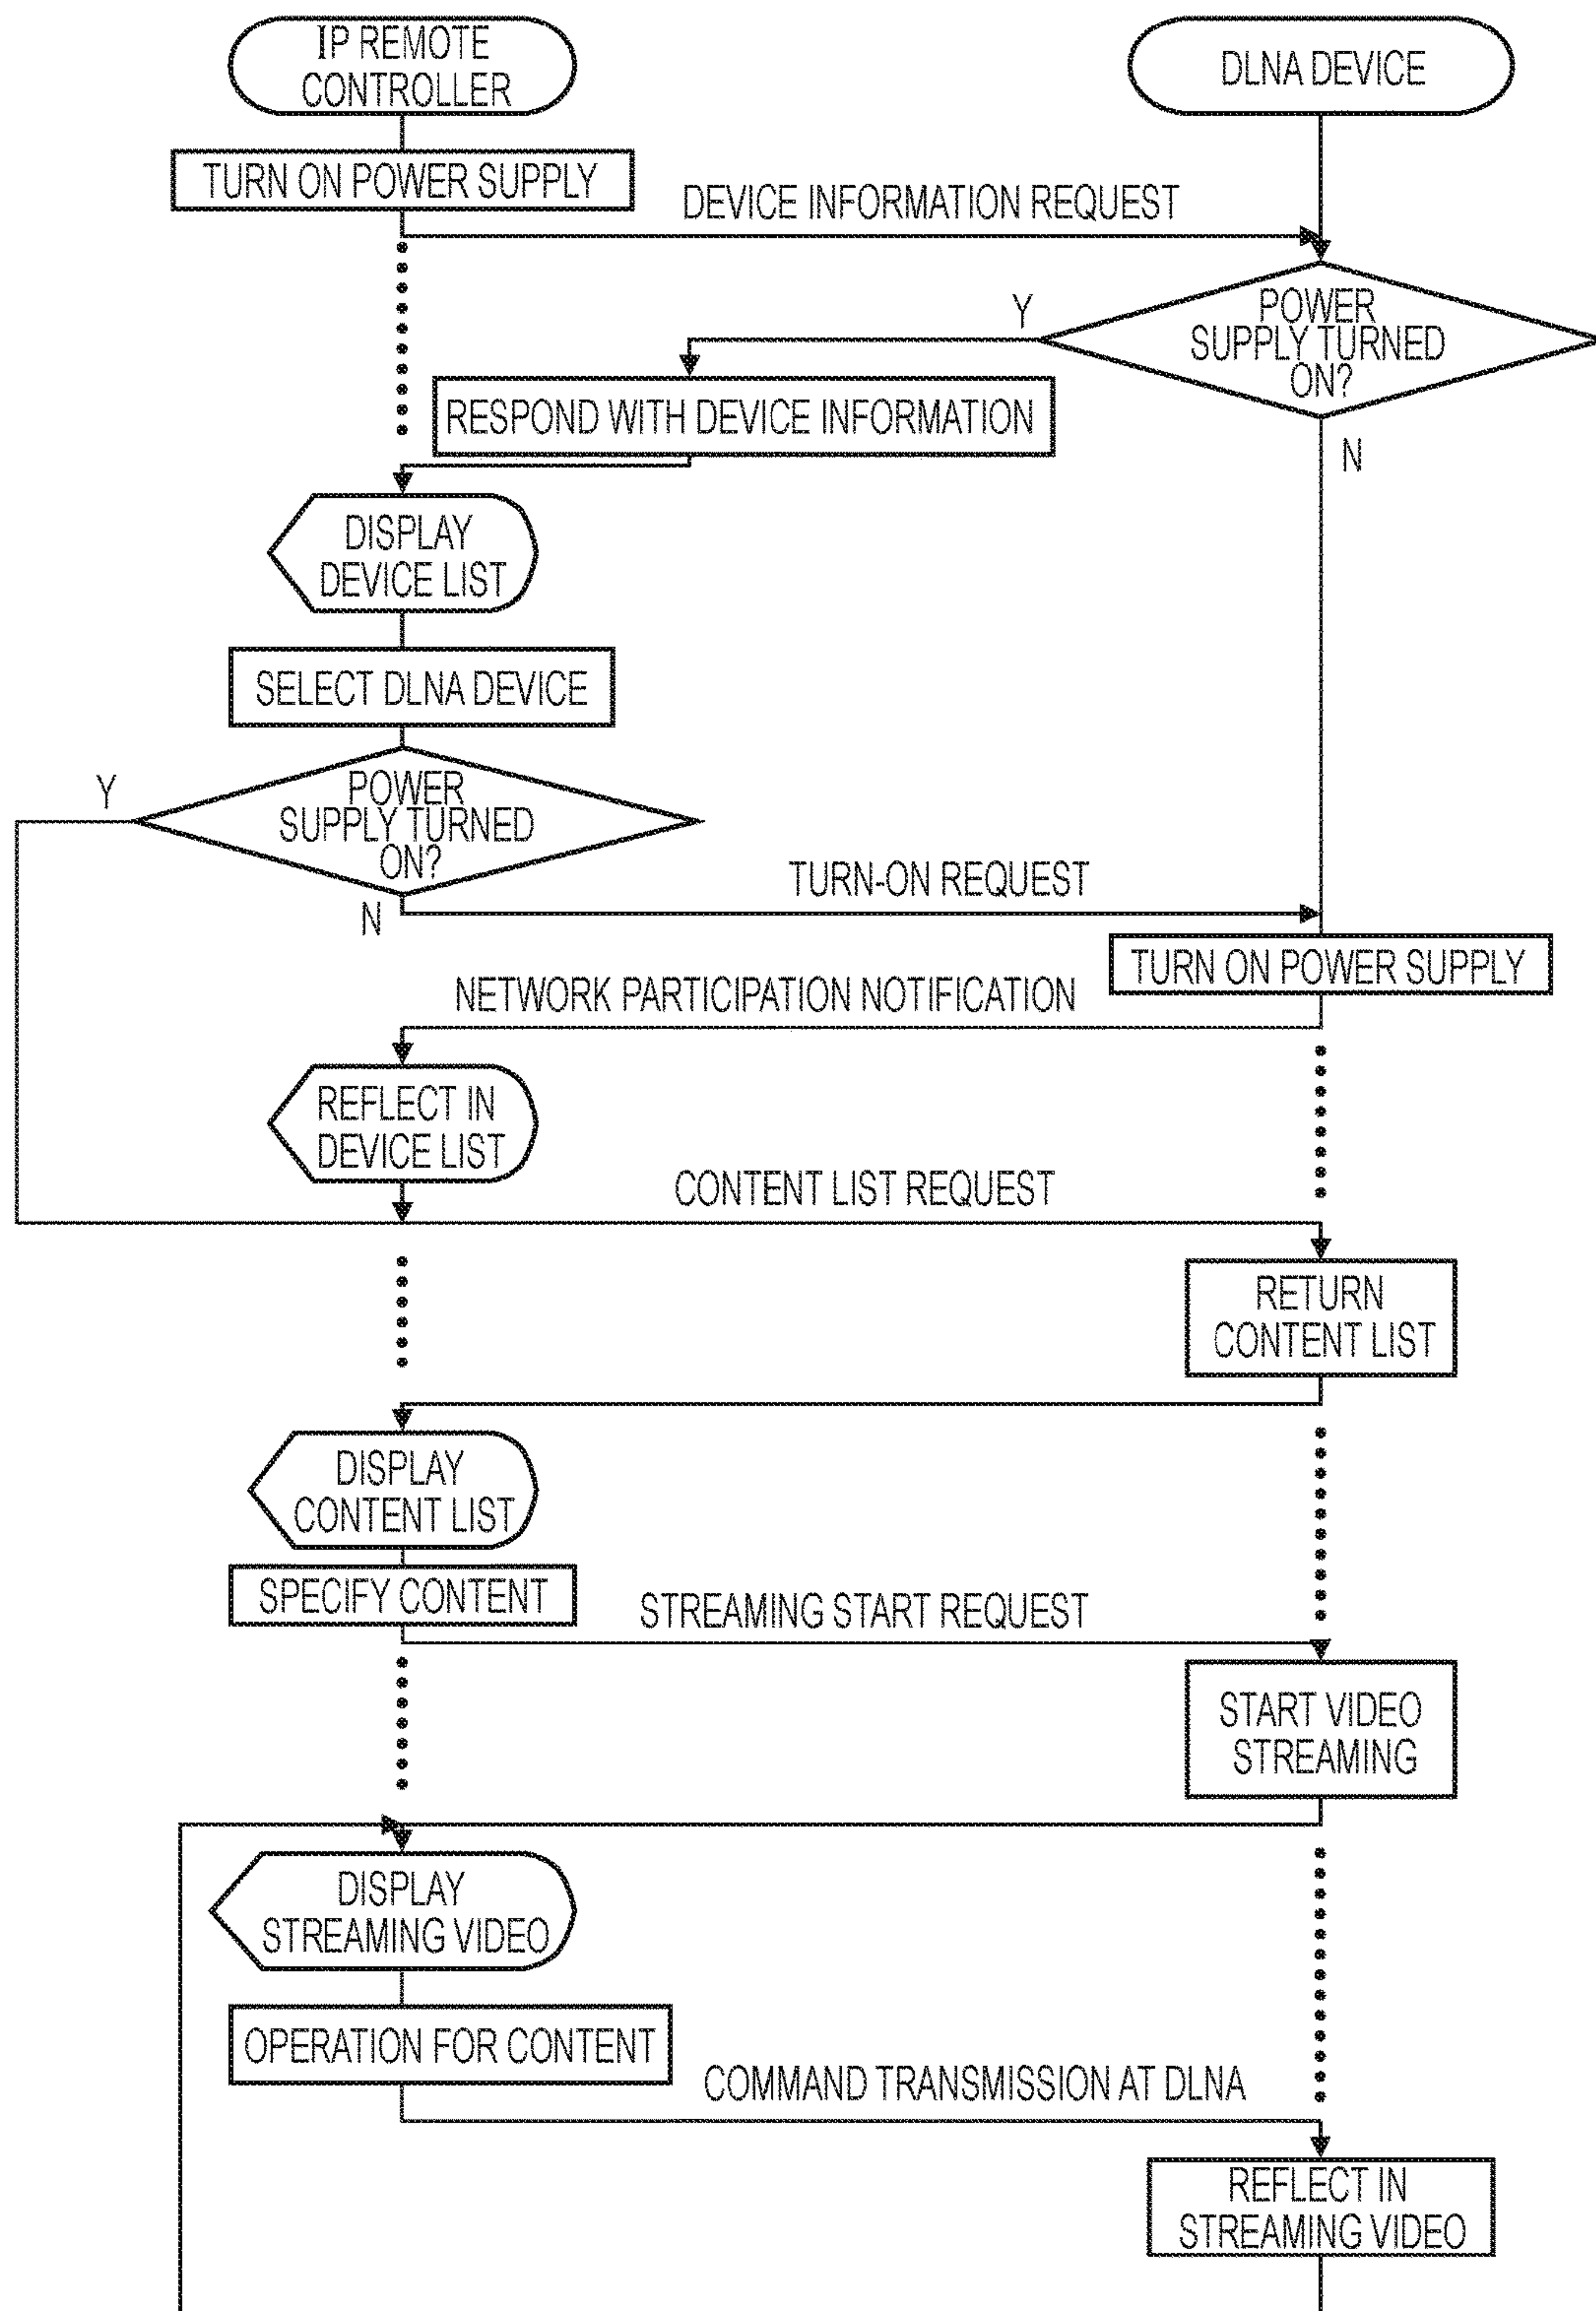 IP REMOTE
CONTROLLER
DLNA DEVICE
TURN ON POWER SUPPLY
DEVICE INFORMATION REQUEST
POWER
SUPPLY TURNED
ON?
Y
RESPOND WITH DEVICE INFORMATION
N
DISPLAY
DEVICE LIST
SELECT DLNA DEVICE
Y
POWER
SUPPLY TURNED
ON?
TURN-ON REQUEST
N
TURN ON POWER SUPPLY
NETWORK PARTICIPATION NOTIFICATION
REFLECT IN
DEVICE LIST
CONTENT LIST REQUEST
RETURN
CONTENT LIST
DISPLAY
CONTENT LIST
SPECIFY CONTENT
STREAMING START REQUEST
START VIDEO
STREAMING
DISPLAY
STREAMING VIDEO
OPERATION FOR CONTENT
COMMAND TRANSMISSION AT DLNA
REFLECT IN
STREAMING VIDEO